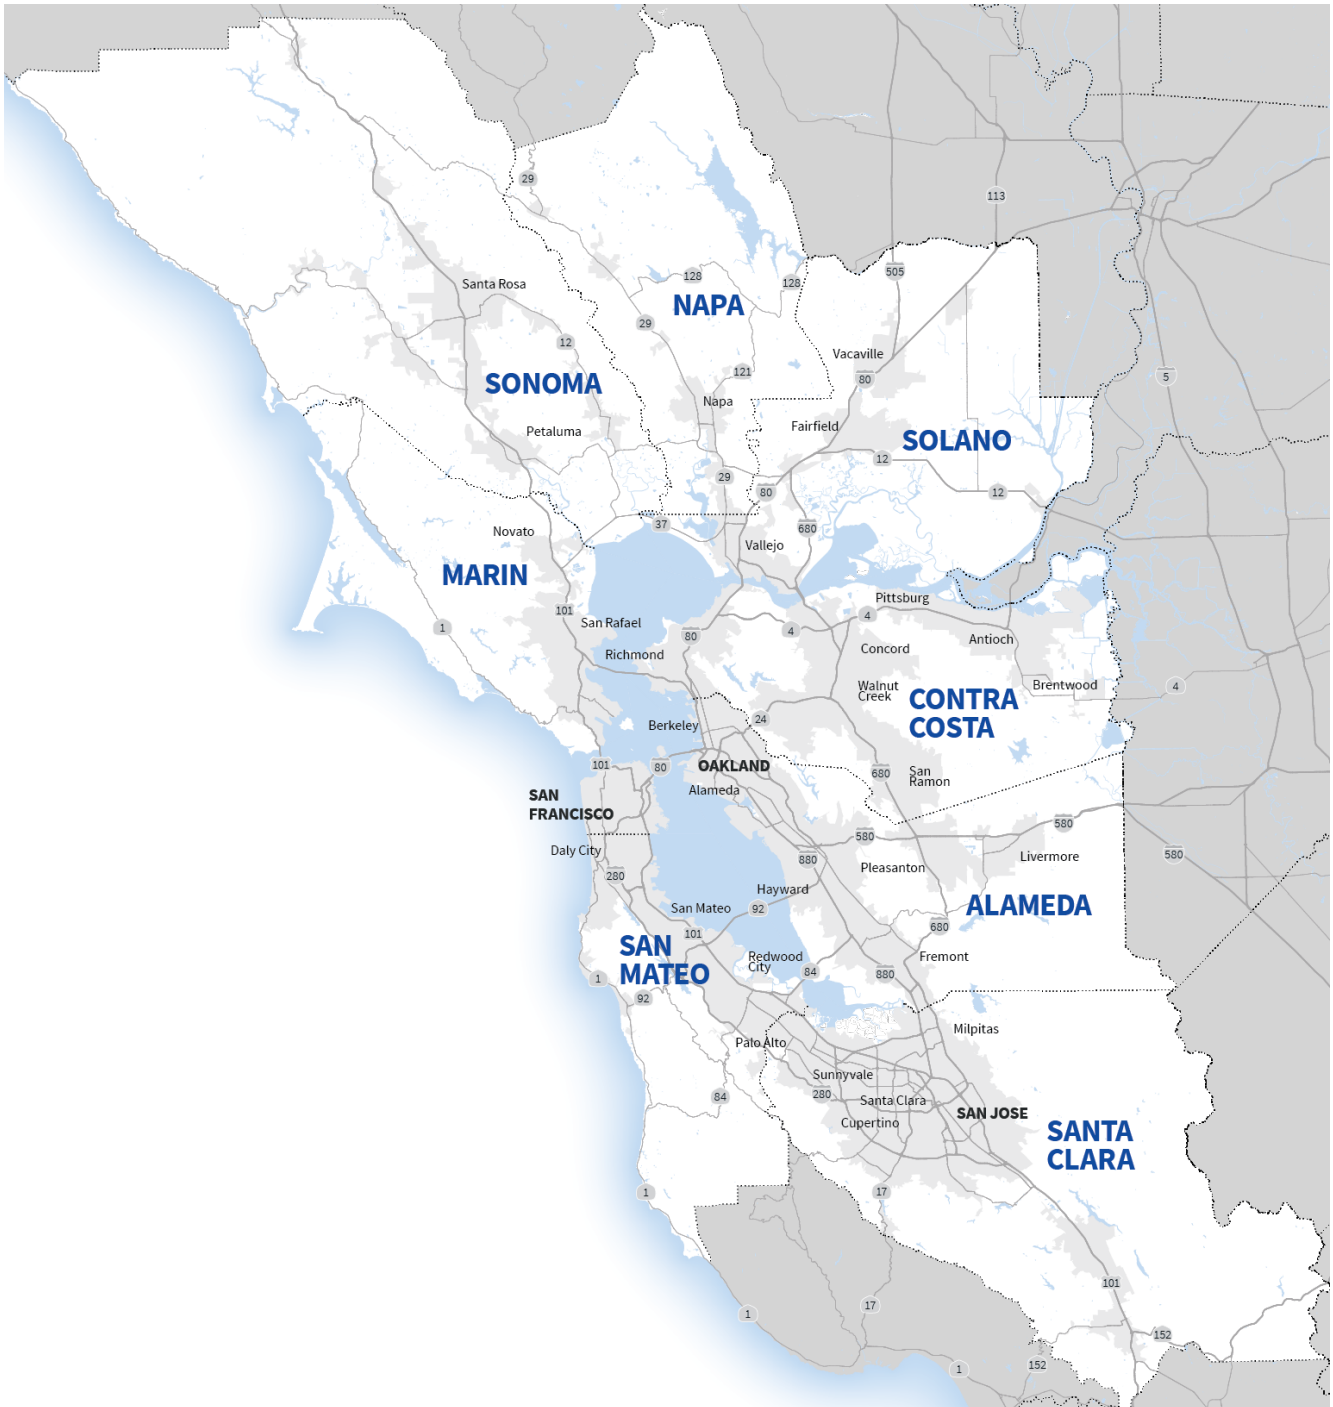 29
113
505
128
128
Santa Rosa
NAPA
29
12
Vacaville
121
80
5
SONOMA
Napa
Fairfield
Petaluma
SOLANO
12
29
80
12
37
680
Novato
Vallejo
MARIN
Pittsburg
101
4
San Rafael
1
80
4
Antioch
Richmond
Concord
Walnut
Creek
Brentwood
4
CONTRA
COSTA
24
Berkeley
101
80
OAKLAND
680
San
Ramon
Alameda
SAN
FRANCISCO
580
580
Daly City
880
580
Livermore
280
Pleasanton
Hayward
San Mateo
92
ALAMEDA
101
680
SAN
MATEO
Redwood
City
Fremont
1
84
880
92
Milpitas
Palo Alto
Sunnyvale
84
280
Santa Clara
SAN JOSE
Cupertino
SANTA
CLARA
1
17
101
17
1
152
152
1